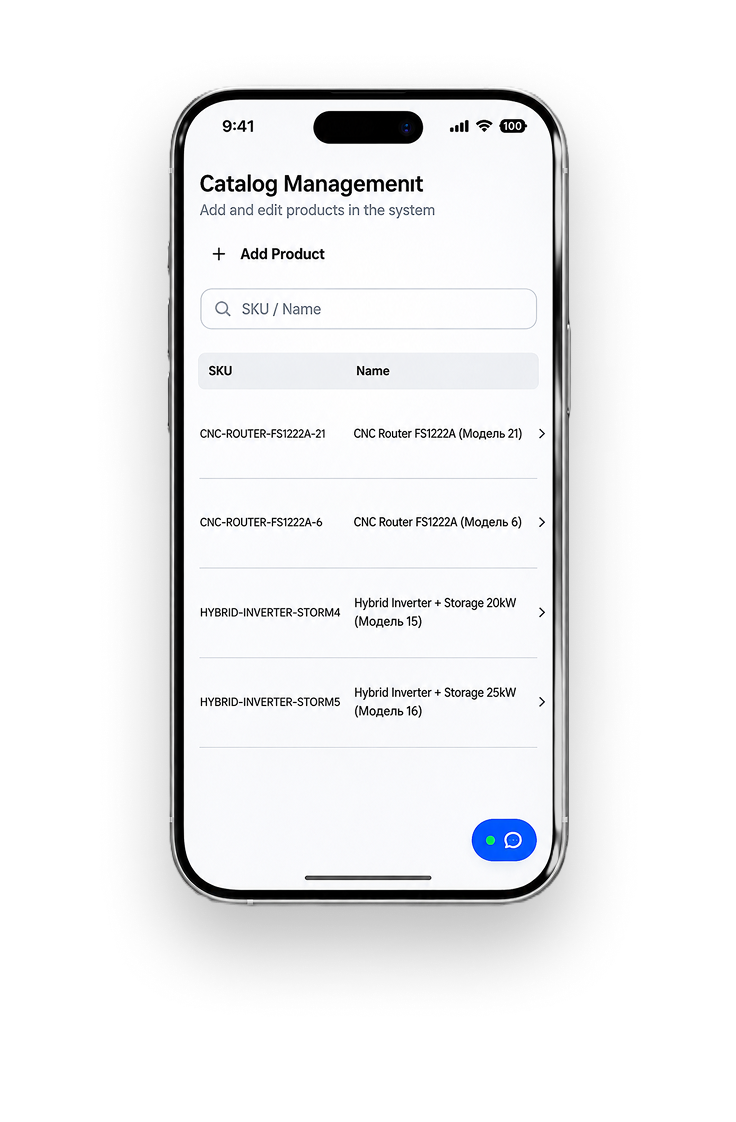 9:41
100
Catalog Management
Add and edit products in the system
Add Product
SKU / Name
SKU Name
CNC-ROUTER-FS1222A-21 CNC Router FS1222A (Модель 21)
CNC-ROUTER-FS1222A-6 CNC Router FS1222A (Модель 6)
HYBRID-INVERTER-STORM4 Hybrid Inverter + Storage 20kW
(Модель 15)
HYBRID-INVERTER-STORM5 Hybrid Inverter + Storage 25kW
(Модель 16)